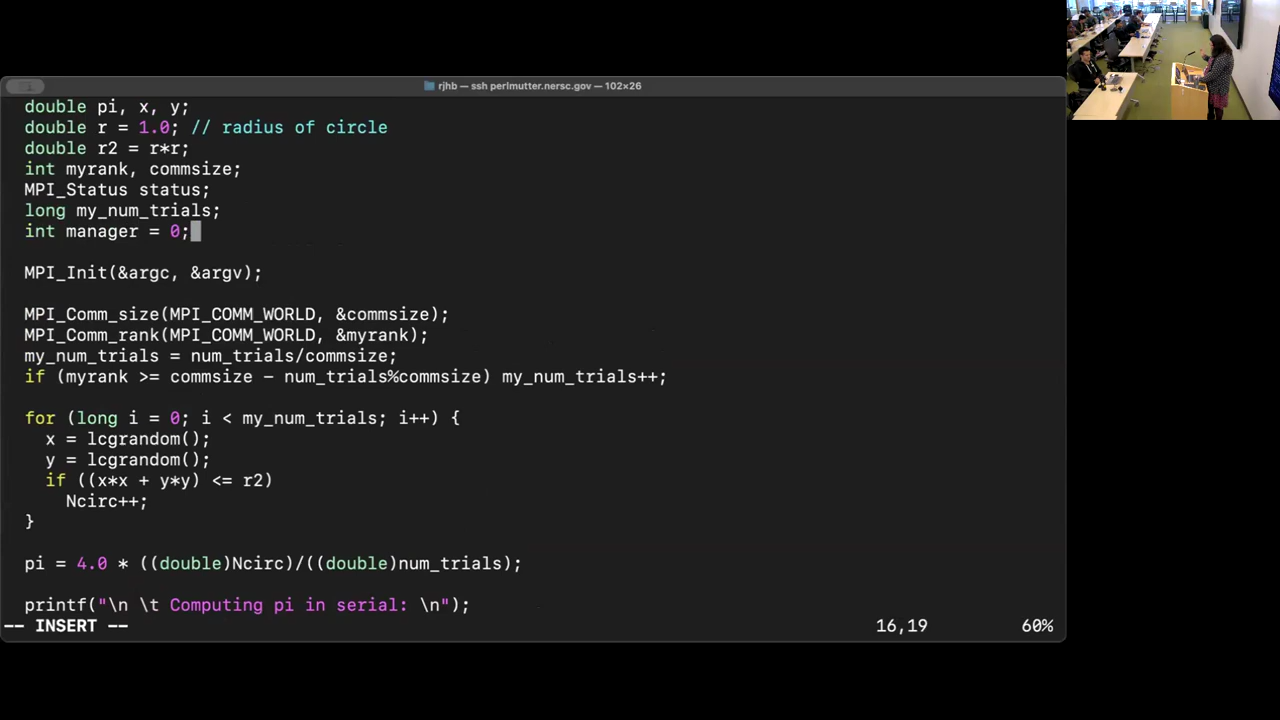 rjhb — ssh perlmutter.nersc.gov — 102×26
double pi, x, y;
double r = 1.0; // radius of circle
double r2 = r*r;
int myrank, commsize;
MPI_Status status;
long my_num_trials;
int manager = 0;
MPI_Init(&argc, &argv);
MPI_Comm_size(MPI_COMM_WORLD, &commsize);
MPI_Comm_rank(MPI_COMM_WORLD, &myrank);
my_num_trials = num_trials/commsize;
if (myrank >= commsize - num_trials%commsize) my_num_trials++;
for (long i = 0; i < my_num_trials; i++) {
x = lcgrandom();
y = lcgrandom();
if ((x*x + y*y) <= r2)
Ncirc++;
}
pi = 4.0 * ((double)Ncirc)/((double)num_trials);
printf("\n \t Computing pi in serial: \n");
-- INSERT -- 16,19 60%